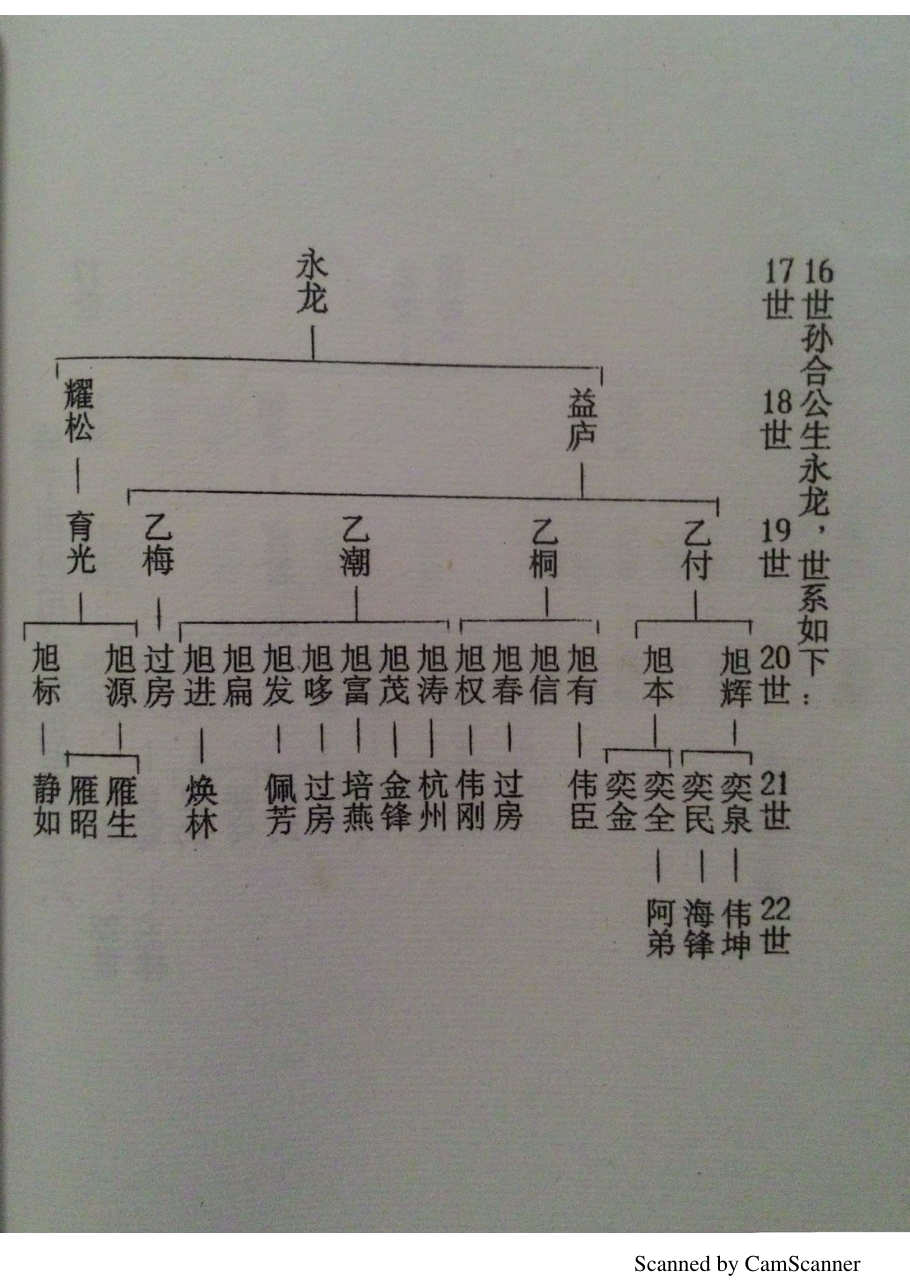 16世孙合公生永龙，世系如下：
17世 18世 19世 20世 21世 22世
永龙
益庐 耀松
乙付 乙桐 乙潮 乙梅 育光
旭辉 旭本 旭有 旭信 旭春 旭权 旭涛 旭茂 旭富 旭哆 旭发 旭扁 旭进 过房 旭源 旭标
奕泉 奕民 奕全 奕金 伟臣 过房 伟刚 杭州 金锋 培燕 过房 佩芳 焕林 雁生 雁昭 静如
伟坤 海锋 阿弟
Scanned by CamScanner